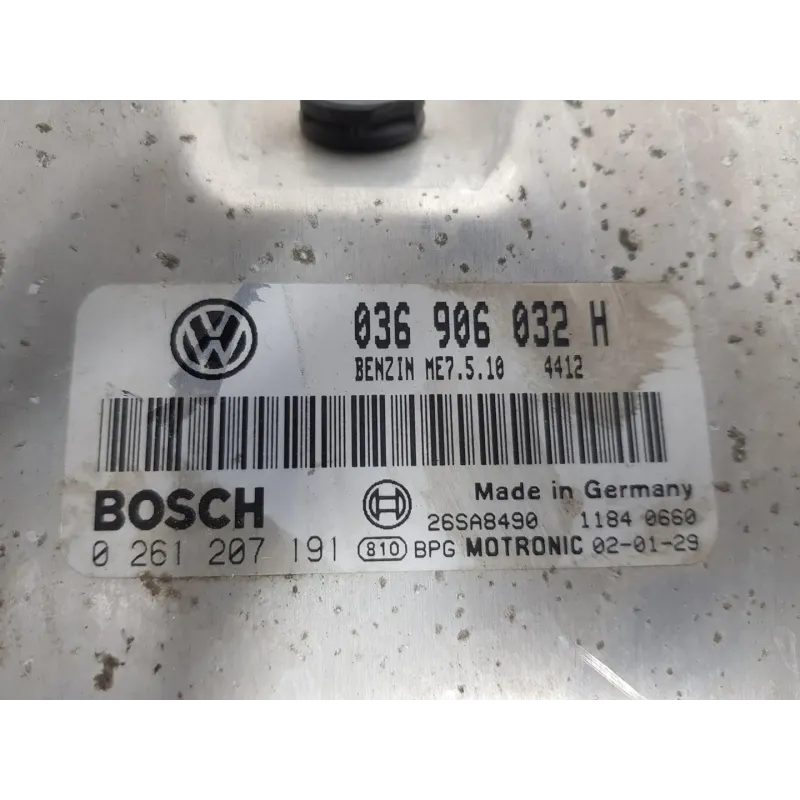 036 906 032 H
BENZIN ME7.5.10 4412
BOSCH
Made in Germany
26SA8490 1184 0660
0 261 207 191 810 BPG MOTRONIC 02-01-29